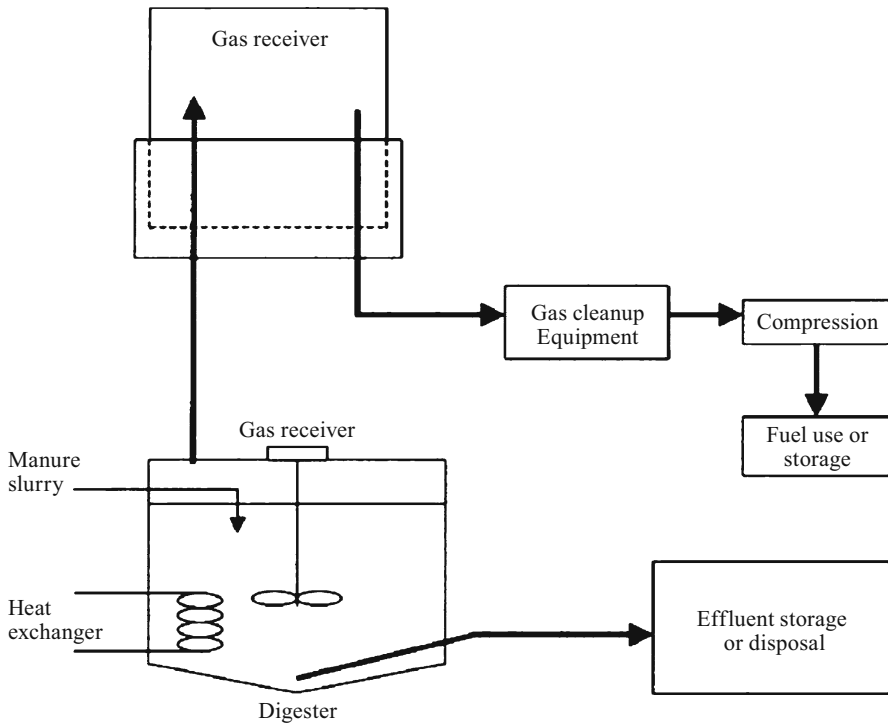 Gas receiver
Gas cleanup
Equipment
Compression
Fuel use or
storage
Gas receiver
Manure
slurry
Heat
exchanger
Effluent storage
or disposal
Digester